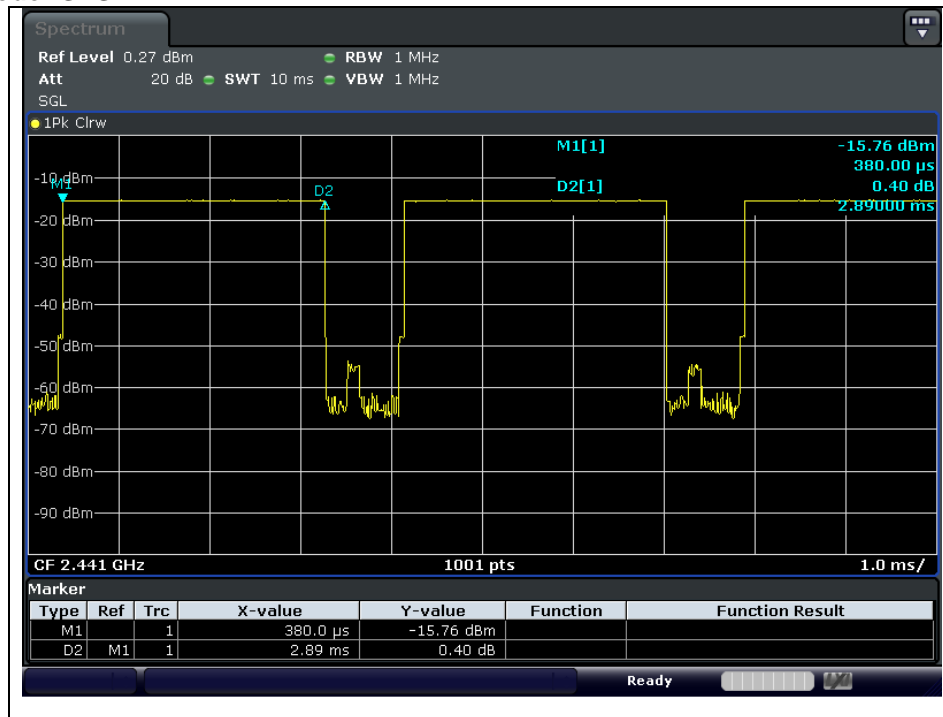 Spectrum
Ref Level 0.27 dBm RBW 1 MHz
Att 20 dB SWT 10 ms VBW 1 MHz
SGL
1Pk Clrw
M1[1] -15.76 dBm
380.00 µs
D2[1] 0.40 dB
2.89000 ms
M1
D2
-10 dBm
-20 dBm
-30 dBm
-40 dBm
-50 dBm
-60 dBm
-70 dBm
-80 dBm
-90 dBm
CF 2.441 GHz 1001 pts 1.0 ms/
Marker
Type Ref Trc X-value Y-value Function Function Result
M1 1 380.0 µs -15.76 dBm
D2 M1 1 2.89 ms 0.40 dB
Ready